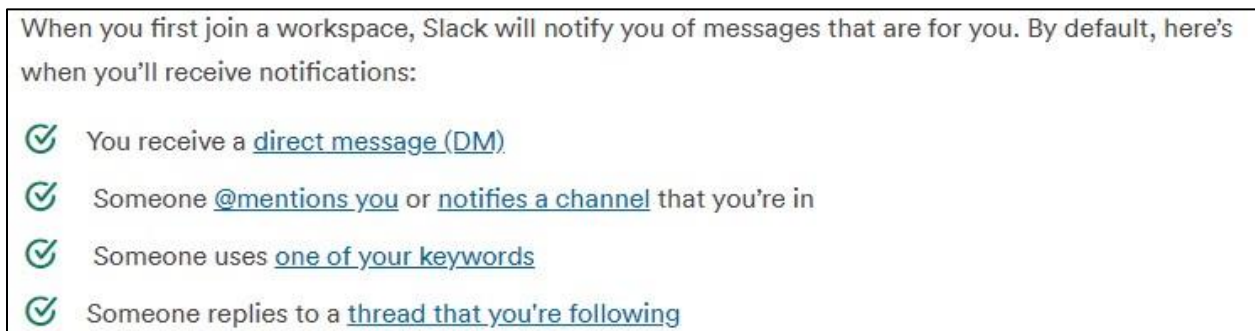 When you first join a workspace, Slack will notify you of messages that are for you. By default, here’s
when you’ll receive notifications:
You receive a direct message (DM)
Someone @mentions you or notifies a channel that you’re in
Someone uses one of your keywords
Someone replies to a thread that you're following